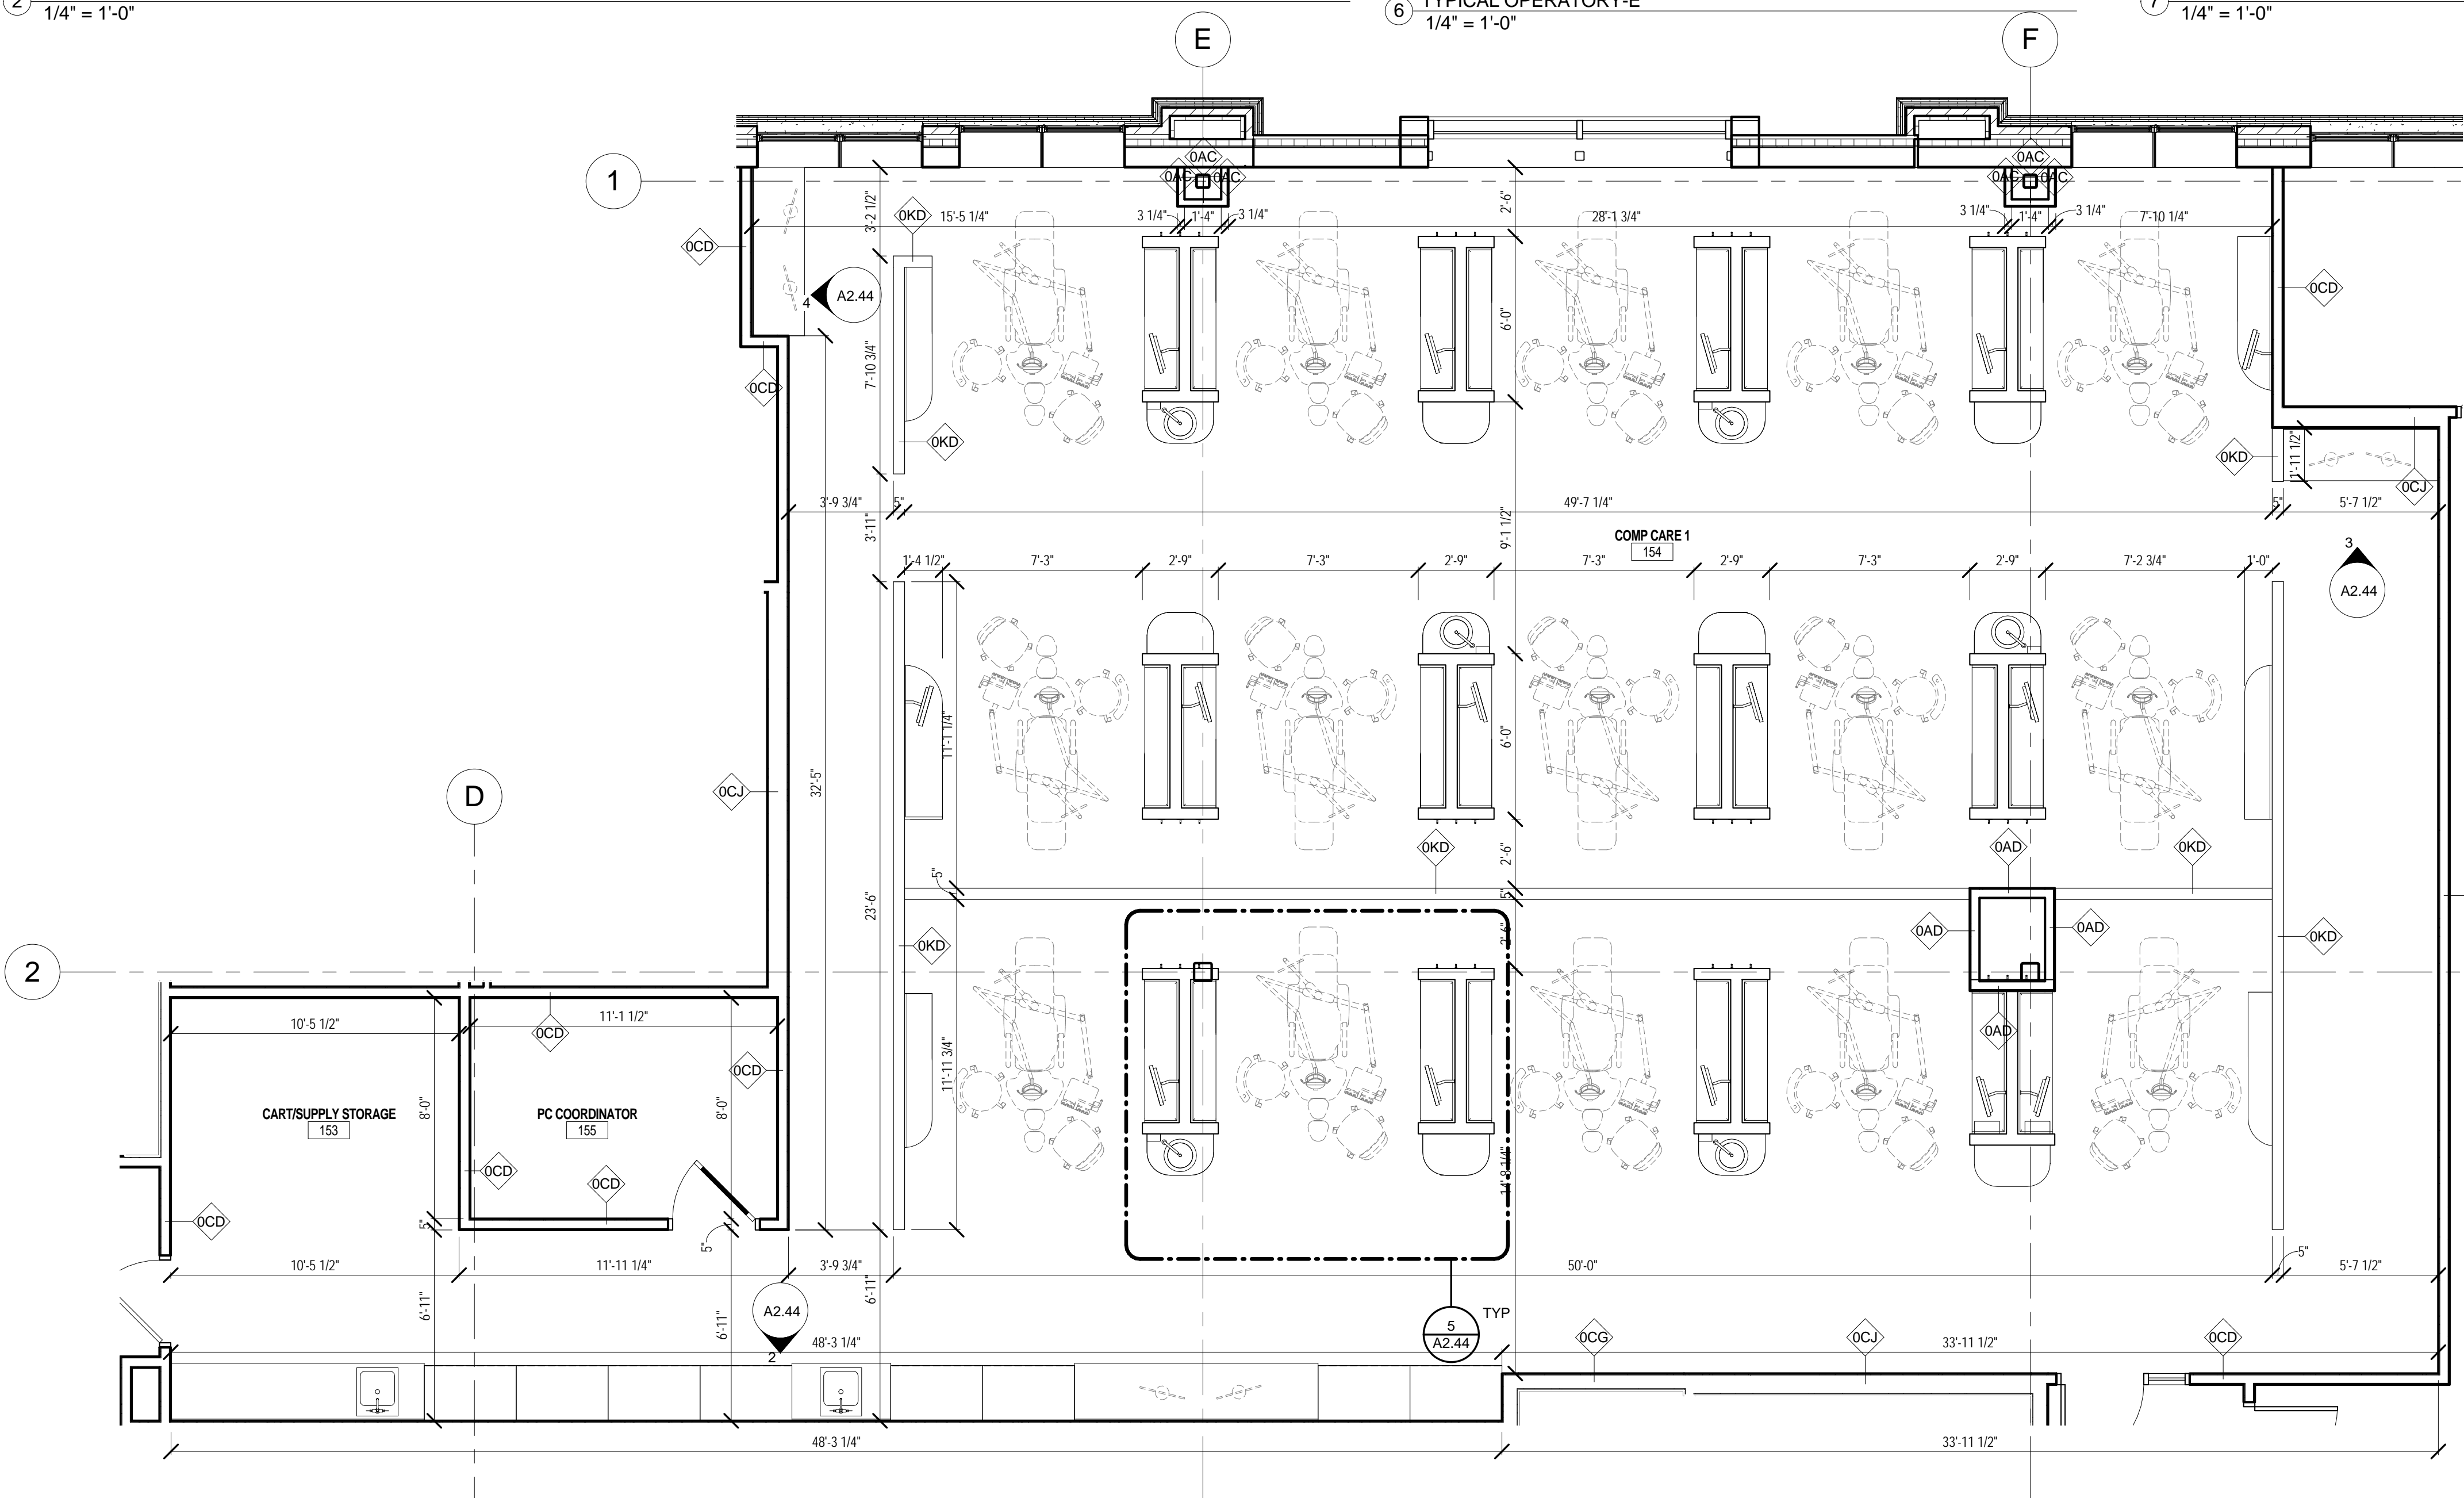 2
1/4" = 1'-0"
6
TYPICAL OPERATORY-E
1/4" = 1'-0"
7
1/4" = 1'-0"
E
F
1
0AC
0AC
0AC
0AC
0AC
0AC
3'-2 1/2"
0KD
15'-5 1/4"
3 1/4"
1'-4"
3 1/4"
2'-6"
28'-1 3/4"
3 1/4"
1'-4"
3 1/4"
7'-10 1/4"
0CD
4
A2.44
0CD
6'-0"
7'-10 3/4"
0CD
0KD
0KD
1'-11 1/2"
0CJ
3'-9 3/4"
5"
49'-7 1/4"
5"
5'-7 1/2"
3'-11"
9'-1 1/2"
COMP CARE 1
154
3
A2.44
1'-4 1/2"
7'-3"
2'-9"
7'-3"
2'-9"
7'-3"
2'-9"
7'-3"
2'-9"
7'-2 3/4"
1'-0"
11'-1 1/4"
6'-0"
D
0CJ
32'-5"
0KD
2'-6"
0AD
0KD
5"
5"
23'-6"
0KD
2'-6"
0AD
0AD
0KD
2
10'-5 1/2"
11'-1 1/2"
0CD
0AD
0CD
11'-11 3/4"
CART/SUPPLY STORAGE
153
8'-0"
PC COORDINATOR
155
8'-0"
0CD
0CD
14'-8 1/4"
0CD
5"
5"
10'-5 1/2"
11'-11 1/4"
3'-9 3/4"
50'-0"
5"
5'-7 1/2"
6'-11"
6'-11"
6'-11"
A2.44
2
5
A2.44
TYP
0CG
0CJ
0CD
48'-3 1/4"
33'-11 1/2"
48'-3 1/4"
33'-11 1/2"